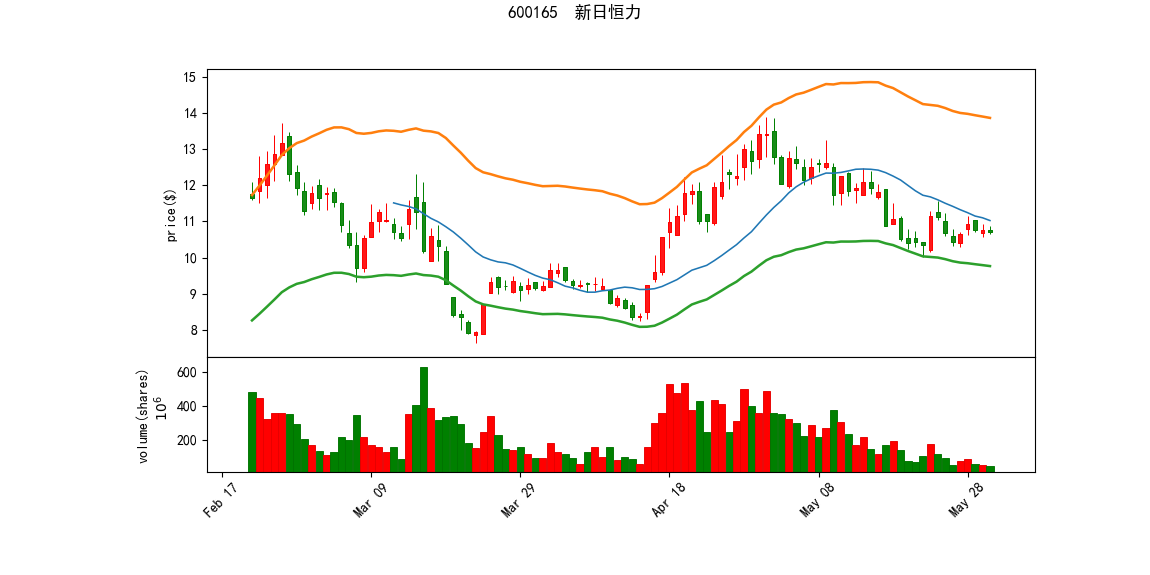 600165 新日恒力
price($)
15
14
13
12
11
10
9
8
volume(shares)
10^6
600
400
200
Feb 17
Mar 09
Mar 29
Apr 18
May 08
May 28